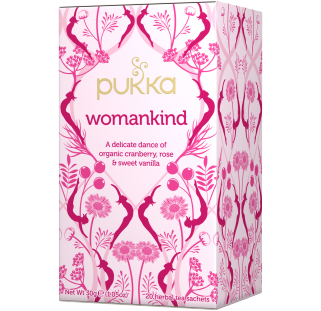 pukka
womankind
A delicate dance of
organic cranberry, rose
& sweet vanilla
Net Wt 30g e (1.05oz)
20 herbal tea sachets